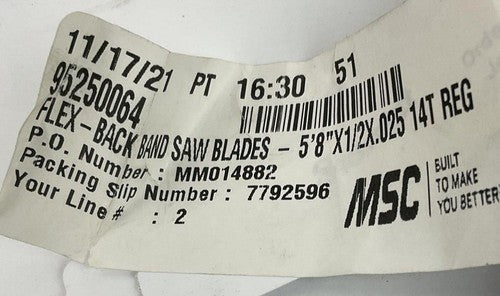 11/17/21 PT 16:30 51
95250064
FLEX-BACK BAND SAW BLADES - 5'8"X1/2X.025 14T REG
P.O. Number : MM014882
Packing Slip Number : 7792596
Your Line # : 2
MSC
BUILT
TO MAKE
YOU BETTER